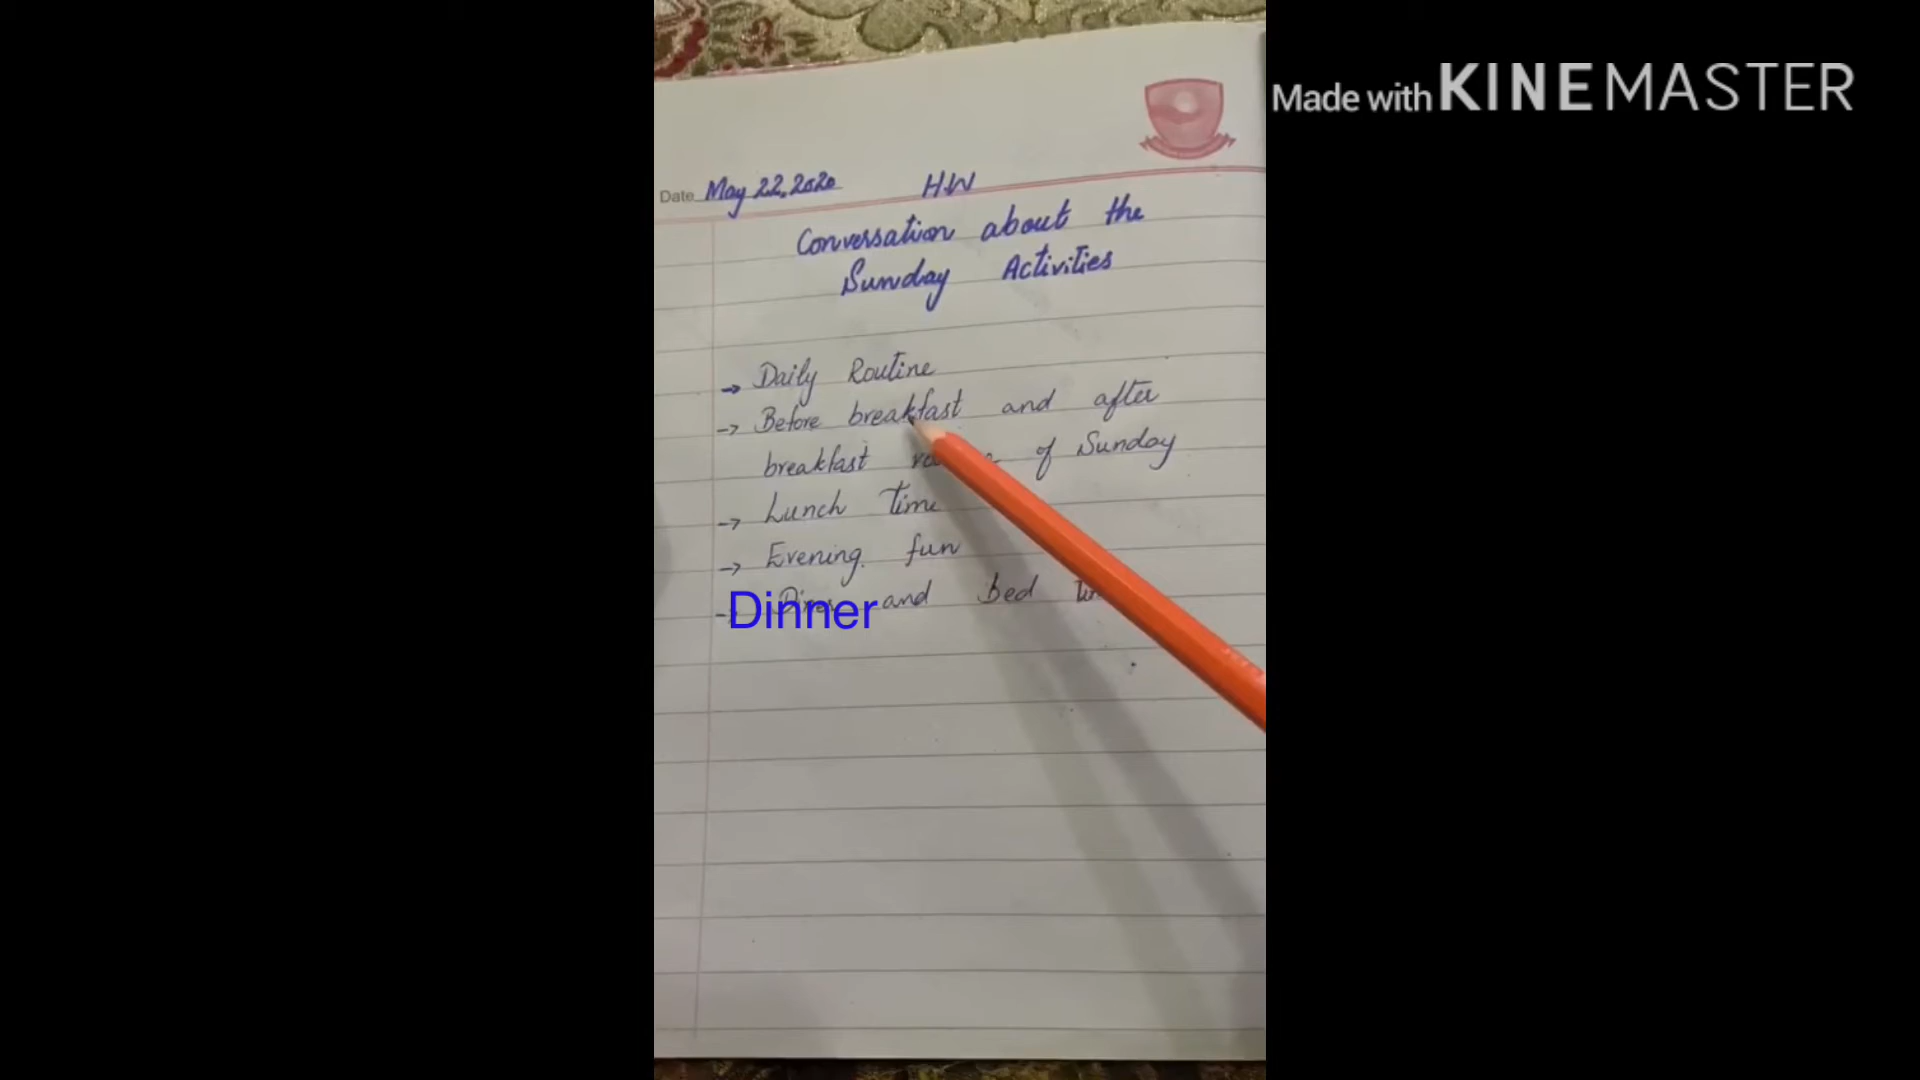 Made with KINEMASTER
Date May 22, 2020 H.W
Conversation about the
Sunday Activities
→ Daily Routine
→ Before breakfast and after
breakfast of Sunday
→ Lunch time
→ Evening fun
→ Dinner and bed